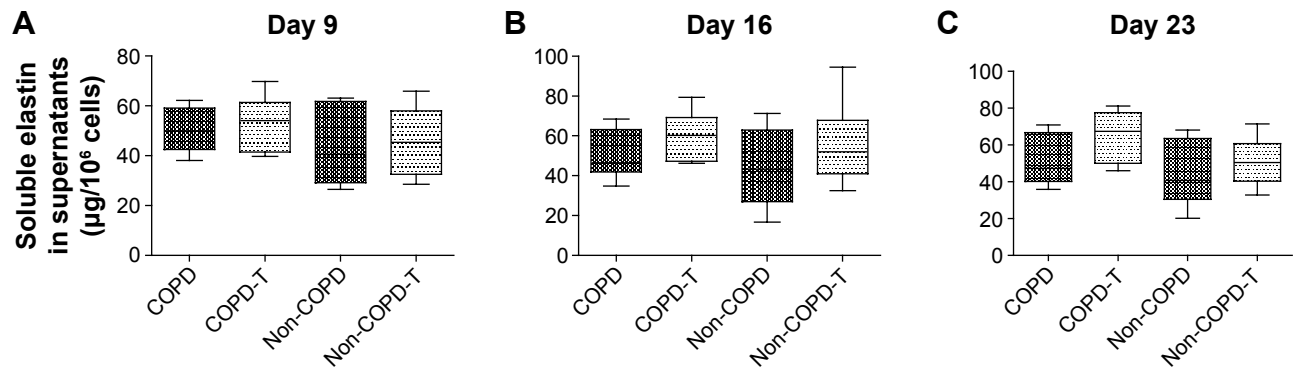 A
Day 9
Soluble elastin
in supernatants
(µg/10⁶ cells)
80
60
40
20
0
COPD
COPD-T
Non-COPD
Non-COPD-T
B
Day 16
100
80
60
40
20
0
COPD
COPD-T
Non-COPD
Non-COPD-T
C
Day 23
100
80
60
40
20
0
COPD
COPD-T
Non-COPD
Non-COPD-T